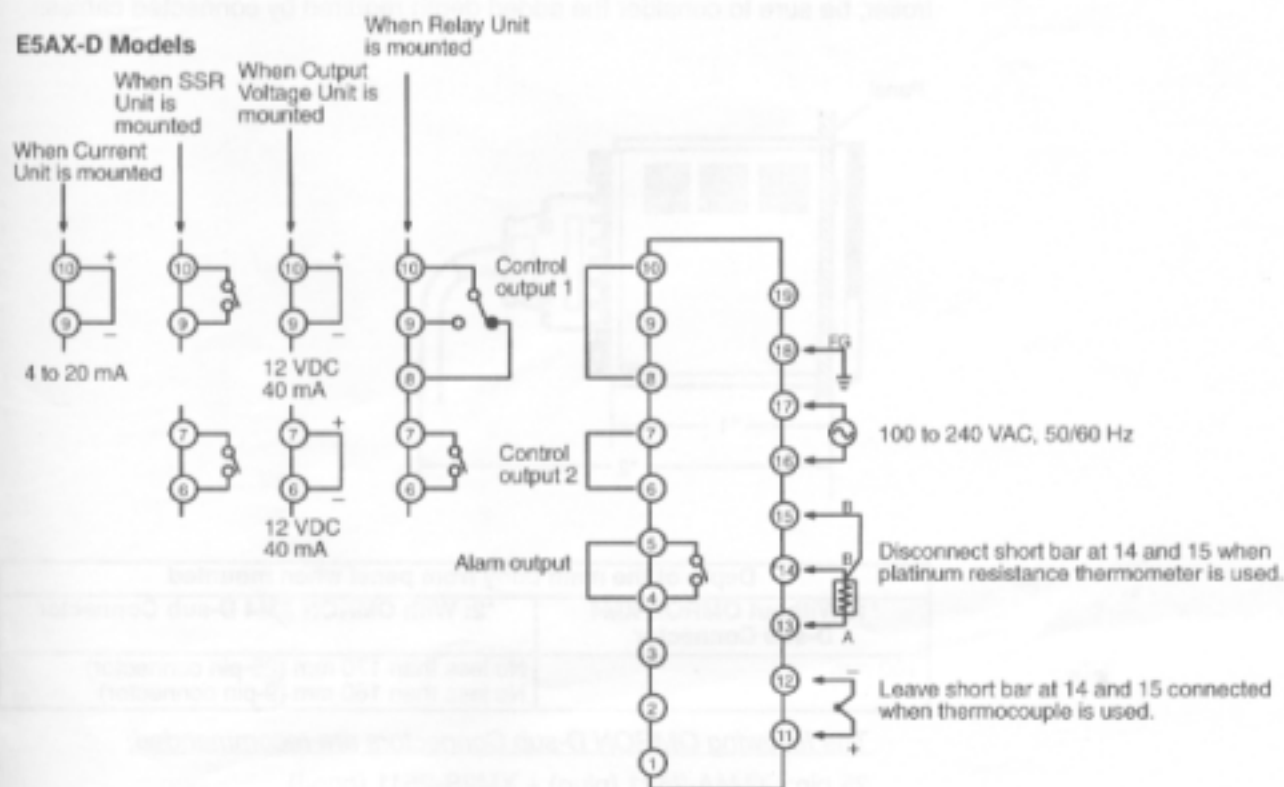 E5AX-D Models
When Relay Unit
is mounted
When SSR
Unit is
mounted
When Output
Voltage Unit is
mounted
When Current
Unit is mounted
10 +
9 −
4 to 20 mA
10
9
10 +
9 −
12 VDC
40 mA
10
9
8
Control
output 1
7
6
7 +
6 −
12 VDC
40 mA
7
6
Control
output 2
Alam output
10
9
8
7
6
5
4
3
2
1
19
18 FG
17
16
100 to 240 VAC, 50/60 Hz
15 B
14 B
13 A
Disconnect short bar at 14 and 15 when
platinum resistance thermometer is used.
12 −
11 +
Leave short bar at 14 and 15 connected
when thermocouple is used.